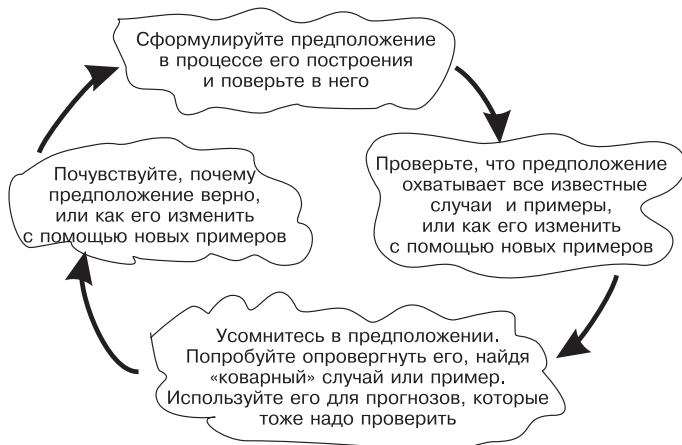 Сформулируйте предположение
в процессе его построения
и поверьте в него
Проверьте, что предположение
охватывает все известные
случаи и примеры,
или как его изменить
с помощью новых примеров
Усомнитесь в предположении.
Попробуйте опровергнуть его, найдя
«коварный» случай или пример.
Используйте его для прогнозов, которые
тоже надо проверить
Почувствуйте, почему
предположение верно,
или как его изменить
с помощью новых примеров